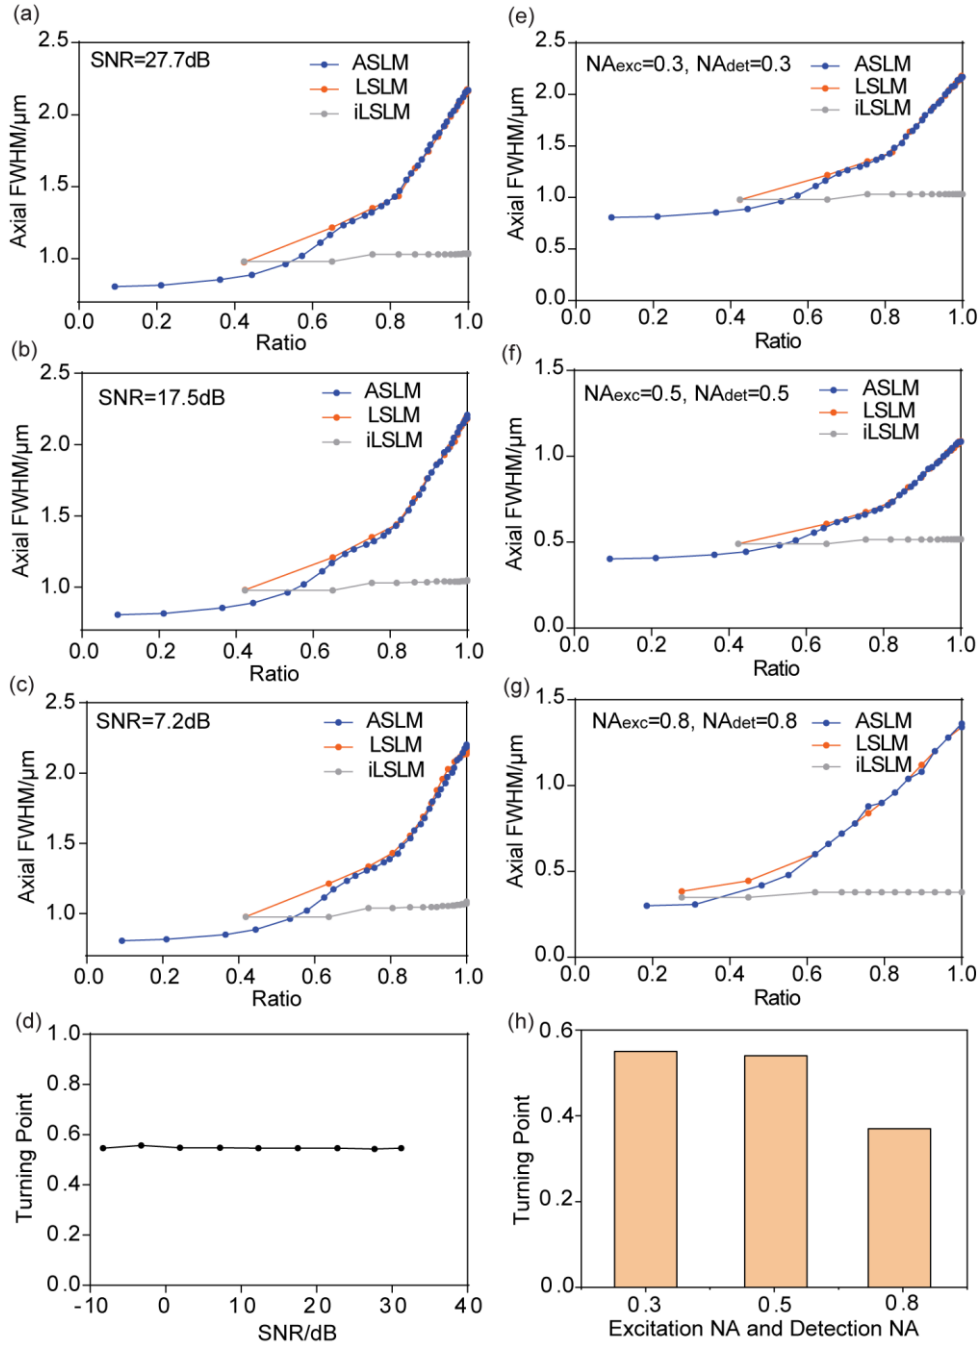 (a)
SNR=27.7dB
ASLM
LSLM
iLSLM
Axial FWHM/μm
2.5
2.0
1.5
1.0
0.0 0.2 0.4 0.6 0.8 1.0
Ratio
(b)
SNR=17.5dB
ASLM
LSLM
iLSLM
Axial FWHM/μm
2.5
2.0
1.5
1.0
0.0 0.2 0.4 0.6 0.8 1.0
Ratio
(c)
SNR=7.2dB
ASLM
LSLM
iLSLM
Axial FWHM/μm
2.5
2.0
1.5
1.0
0.0 0.2 0.4 0.6 0.8 1.0
Ratio
(d)
Turning Point
1.0
0.8
0.6
0.4
0.2
0.0
-10 0 10 20 30 40
SNR/dB
(e)
NAexc=0.3, NAdet=0.3
ASLM
LSLM
iLSLM
Axial FWHM/μm
2.5
2.0
1.5
1.0
0.5
0.0
0.0 0.2 0.4 0.6 0.8 1.0
Ratio
(f)
NAexc=0.5, NAdet=0.5
ASLM
LSLM
iLSLM
Axial FWHM/μm
1.5
1.0
0.5
0.0
0.0 0.2 0.4 0.6 0.8 1.0
Ratio
(g)
NAexc=0.8, NAdet=0.8
ASLM
LSLM
iLSLM
Axial FWHM/μm
1.5
1.0
0.5
0.0
0.0 0.2 0.4 0.6 0.8 1.0
Ratio
(h)
Turning Point
0.6
0.4
0.2
0.0
0.3 0.5 0.8
Excitation NA and Detection NA